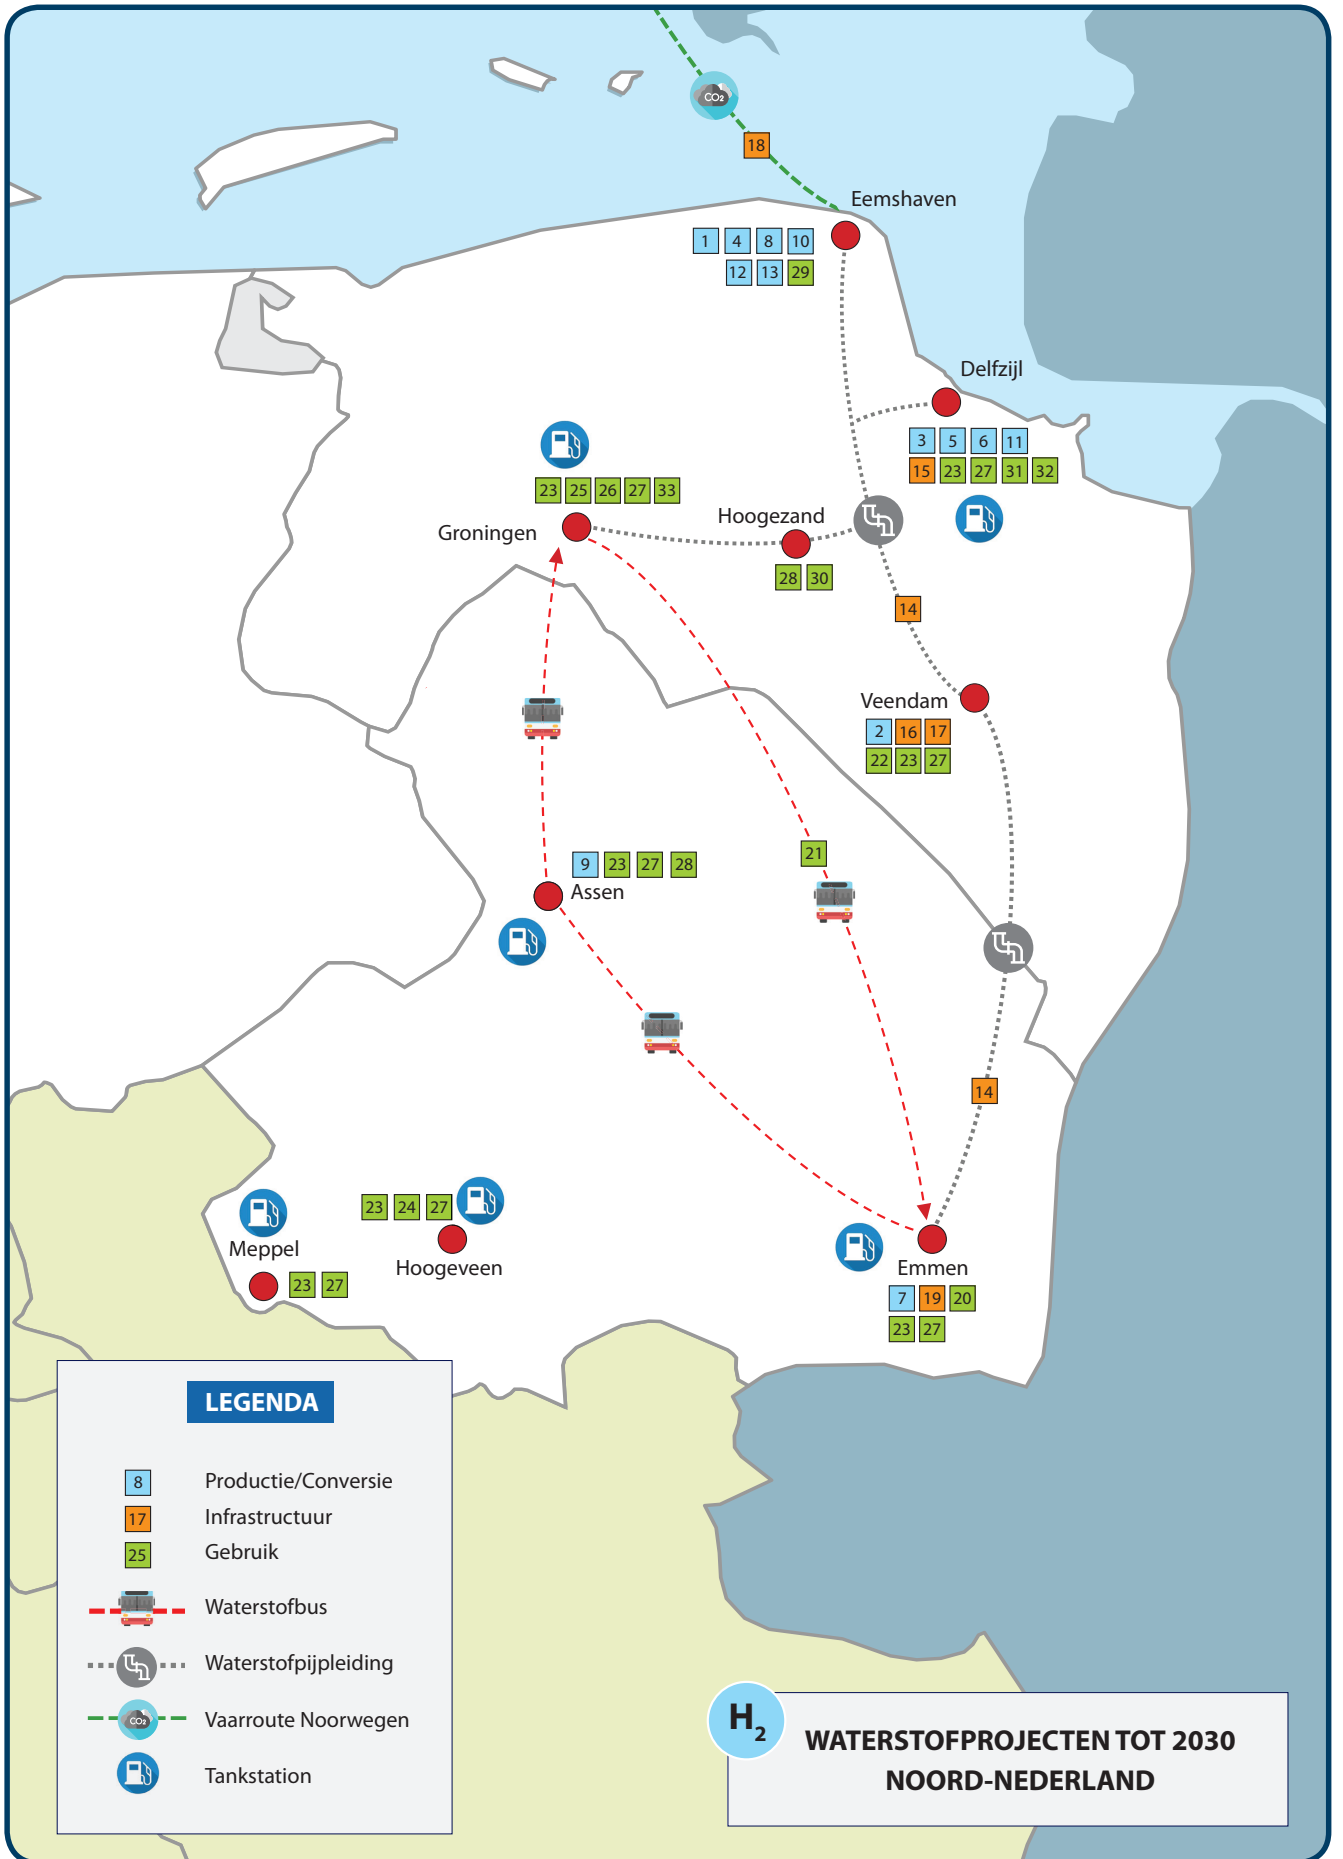 CO2
18
Eemshaven
1 4 8 10
12 13 29
Delfzijl
3 5 6 11
15 23 27 31 32
23 25 26 27 33
Groningen
Hoogezand
28 30
14
Veendam
2 16 17
22 23 27
21
9 23 27 28
Assen
14
23 24 27
Hoogeveen
Meppel
23 27
Emmen
7 19 20
23 27
LEGENDA
8 Productie/Conversie
17 Infrastructuur
25 Gebruik
Waterstofbus
Waterstofpijpleiding
CO2 Vaarroute Noorwegen
Tankstation
H2
WATERSTOFPROJECTEN TOT 2030
NOORD-NEDERLAND